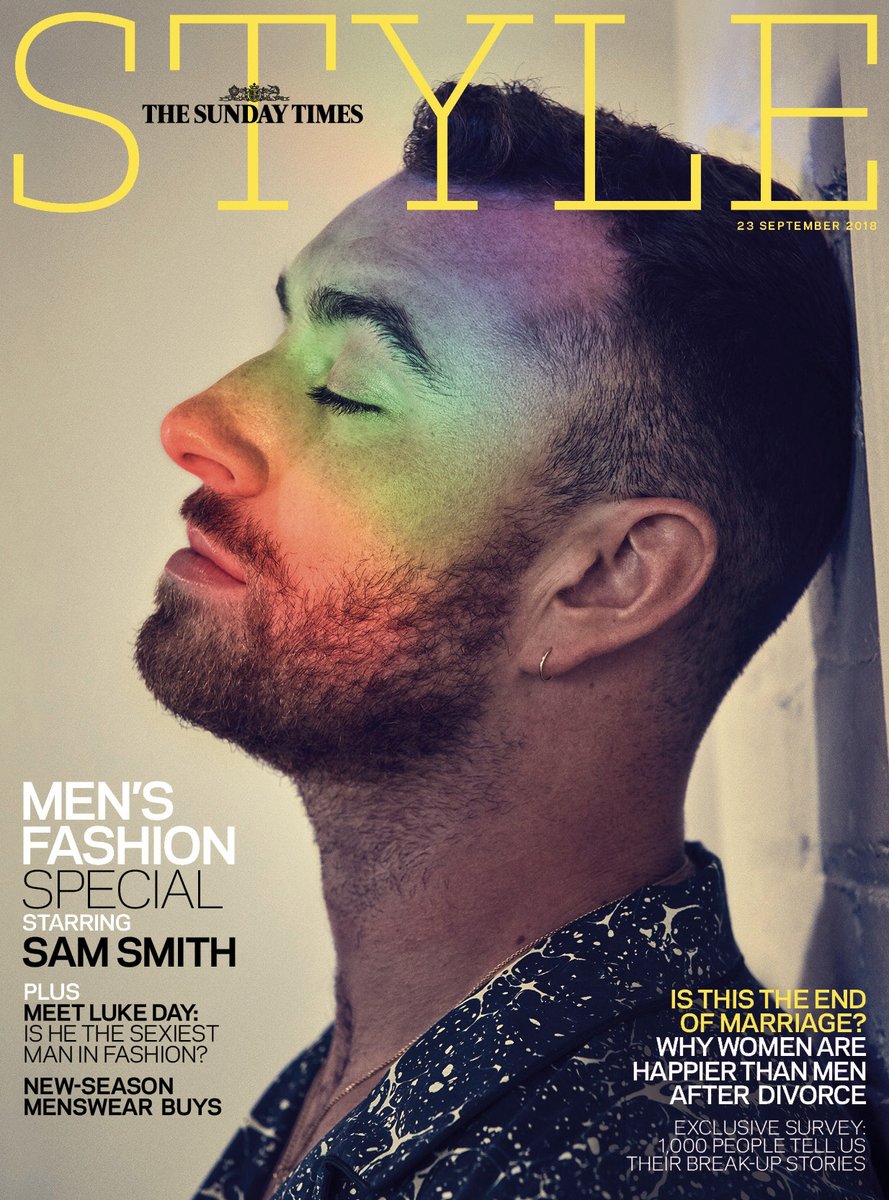 STYLE
THE SUNDAY TIMES
23 SEPTEMBER 2018
MEN'S
FASHION
SPECIAL
STARRING
SAM SMITH
PLUS
MEET LUKE DAY:
IS HE THE SEXIEST
MAN IN FASHION?
NEW-SEASON
MENSWEAR BUYS
IS THIS THE END
OF MARRIAGE?
WHY WOMEN ARE
HAPPIER THAN MEN
AFTER DIVORCE
EXCLUSIVE SURVEY:
1,000 PEOPLE TELL US
THEIR BREAK-UP STORIES